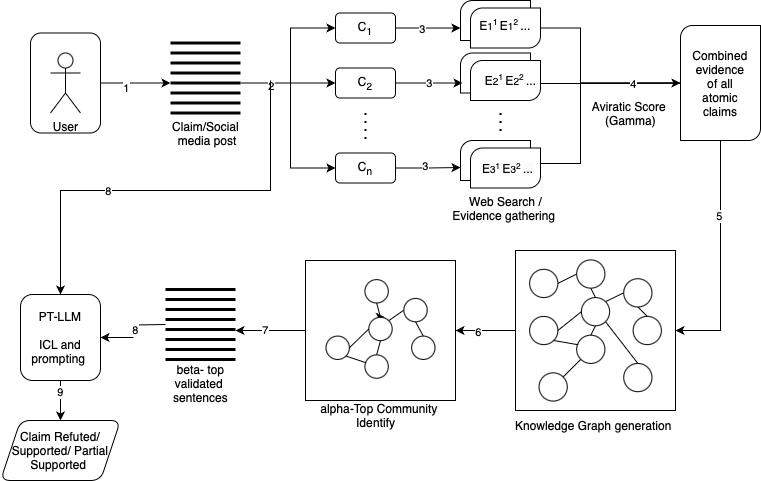 User
1
Claim/Social
media post
2
C1
C2
Cn
3
3
3
E1¹ E1² ...
E2¹ E2² ...
E3¹ E3² ...
Web Search /
Evidence gathering
4
Aviratic Score
(Gamma)
Combined
evidence
of all
atomic
claims
5
Knowledge Graph generation
6
alpha-Top Community
Identify
7
beta- top
validated
sentences
8
8
PT-LLM
ICL and
prompting
9
Claim Refuted/
Supported/ Partial
Supported